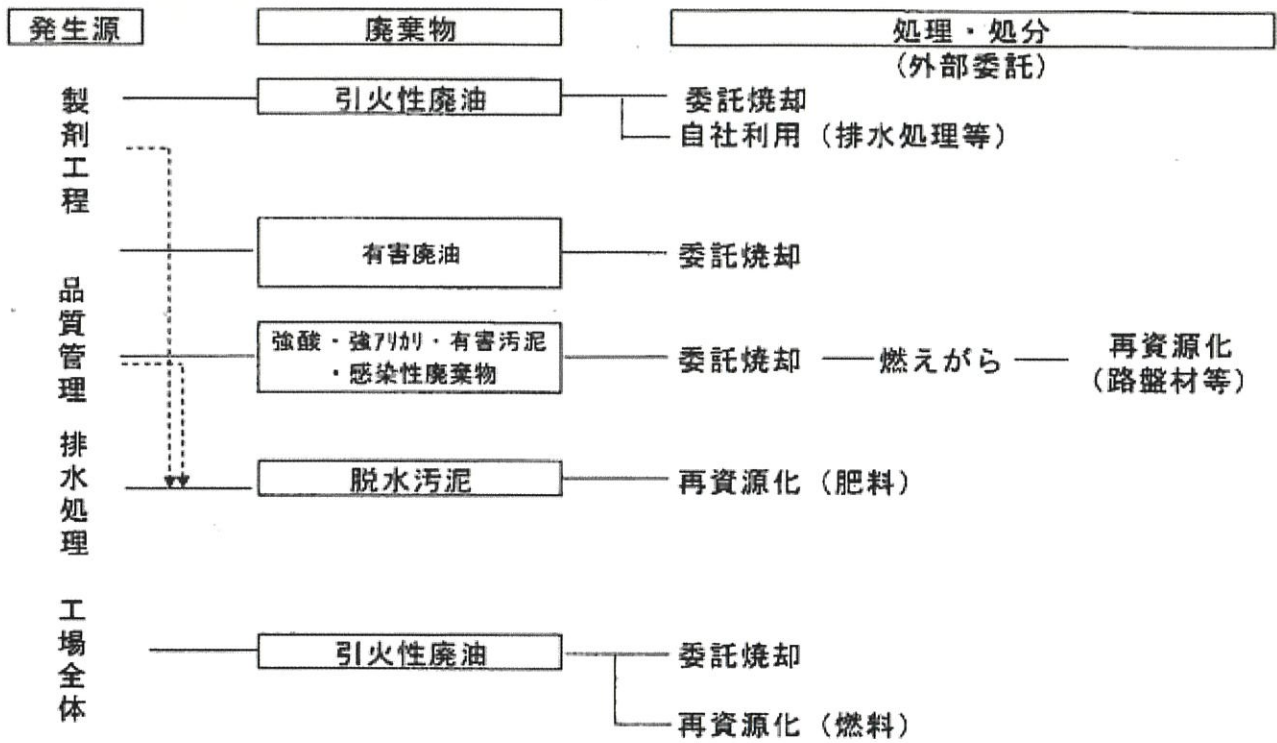 発生源
廃棄物
処理・処分
（外部委託）
製剤工程
引火性廃油
委託焼却
自社利用（排水処理等）
有害廃油
委託焼却
品質管理
強酸・強ｱﾘｶﾘ・有害汚泥
・感染性廃棄物
委託焼却
燃えがら
再資源化
（路盤材等）
排水処理
脱水汚泥
再資源化（肥料）
工場全体
引火性廃油
委託焼却
再資源化（燃料）